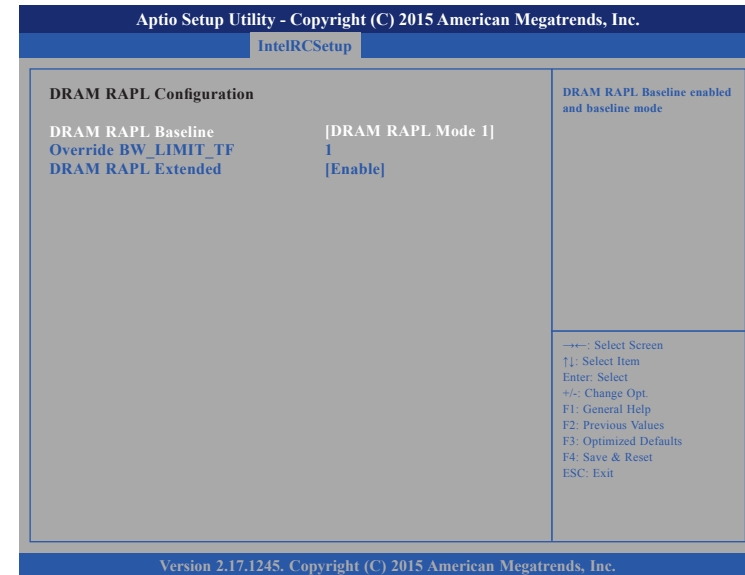 Aptio Setup Utility - Copyright (C) 2015 American Megatrends, Inc.
IntelRCSetup
DRAM RAPL Configuration
DRAM RAPL Baseline [DRAM RAPL Mode 1]
Override BW_LIMIT_TF 1
DRAM RAPL Extended [Enable]
DRAM RAPL Baseline enabled
and baseline mode
→←: Select Screen
↑↓: Select Item
Enter: Select
+/-: Change Opt.
F1: General Help
F2: Previous Values
F3: Optimized Defaults
F4: Save & Reset
ESC: Exit
Version 2.17.1245. Copyright (C) 2015 American Megatrends, Inc.